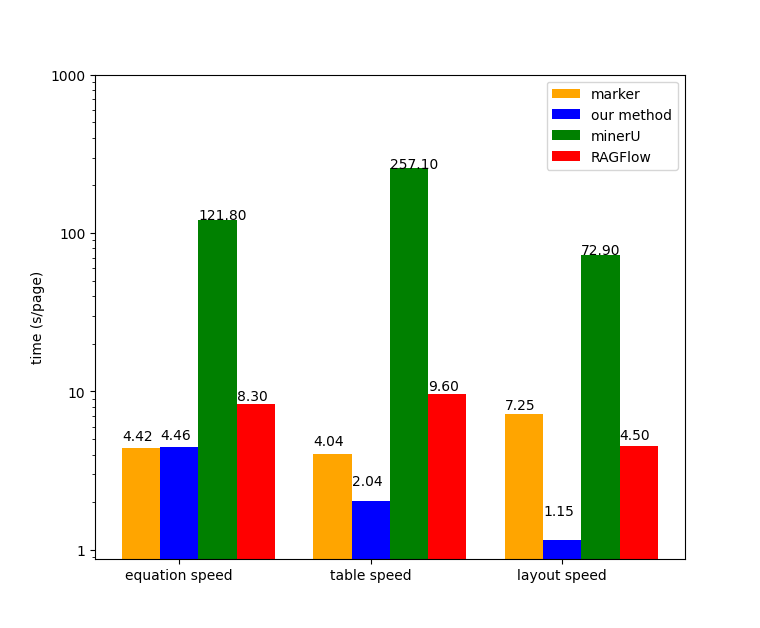 1000
100
10
1
time (s/page)
marker
our method
minerU
RAGFlow
4.42
4.46
121.80
8.30
4.04
2.04
257.10
9.60
7.25
1.15
72.90
4.50
equation speed
table speed
layout speed